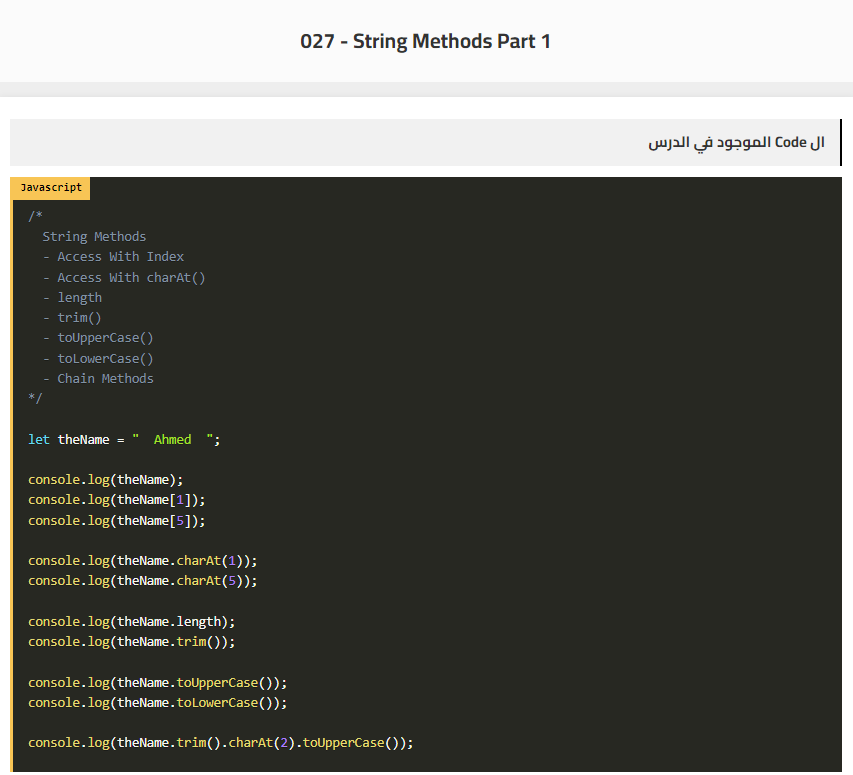 027 - String Methods Part 1
ال Code الموجود في الدرس
Javascript
/*
  String Methods
  - Access With Index
  - Access With charAt()
  - length
  - trim()
  - toUpperCase()
  - toLowerCase()
  - Chain Methods
*/
let theName = "  Ahmed  ";
console.log(theName);
console.log(theName[1]);
console.log(theName[5]);
console.log(theName.charAt(1));
console.log(theName.charAt(5));
console.log(theName.length);
console.log(theName.trim());
console.log(theName.toUpperCase());
console.log(theName.toLowerCase());
console.log(theName.trim().charAt(2).toUpperCase());